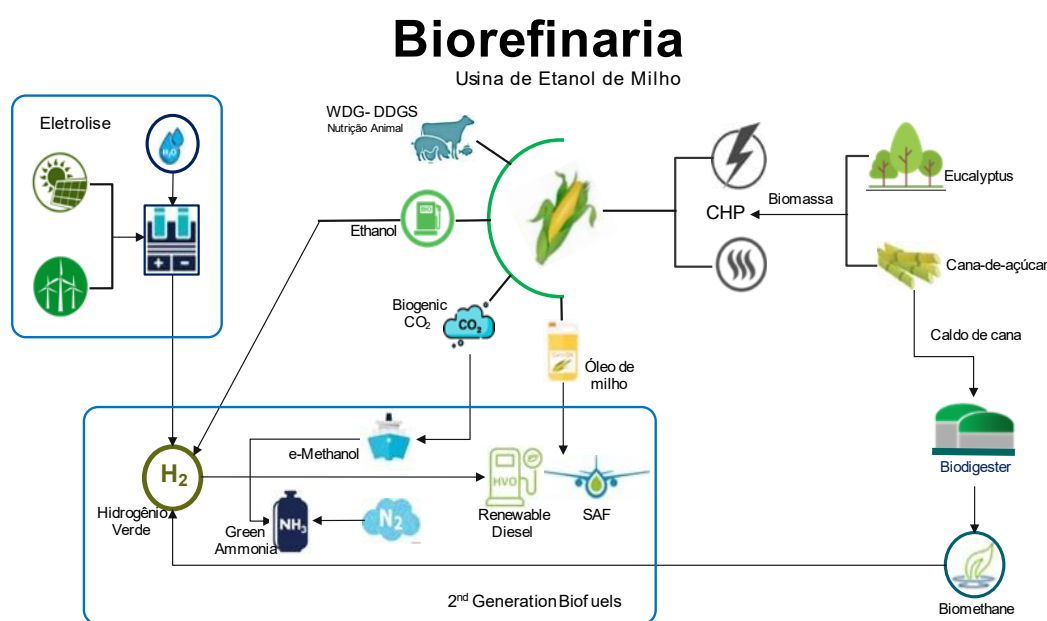 Biorefinaria
Usina de Etanol de Milho
Eletrolise
H₂O
+ -
WDG- DDGS
Nutrição Animal
BIO
Ethanol
Biogenic
CO₂
CO₂
Óleo de
milho
CHP
Biomassa
Eucalyptus
Cana-de-açúcar
Caldo de cana
Biodigester
Biomethane
H₂
Hidrogênio
Verde
e-Methanol
Green
Ammonia
NH₃
N₂
HVO
Renewable
Diesel
SAF
2nd Generation Biofuels